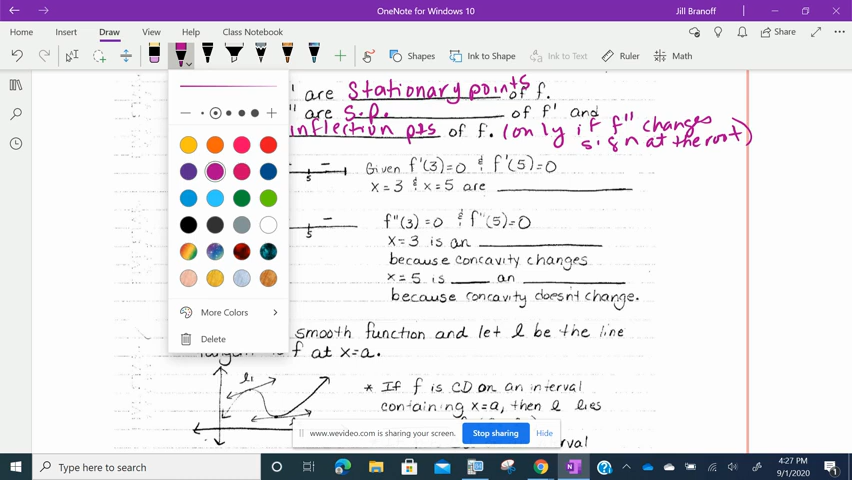 OneNote for Windows 10
Jill Branoff
Home Insert Draw View Help Class Notebook
Share
Shapes Ink to Shape Ink to Text Ruler Math
are Stationary points of f.
" are s.p. of f' and
inflection pts of f. (only if f" changes
sign at the root)
5
Given f'(3)=0 & f'(5)=0
x=3 & x=5 are
5
f"(3)=0 & f"(5)=0
x=3 is an
because concavity changes
x=5 is an
because concavity doesn't change.
More Colors
Delete
smooth function and let l be the line
tangent to f at x=a.
l1
f
* If f is CD on an interval
containing x=a, then l lies
www.wevideo.com is sharing your screen. Stop sharing Hide
Type here to search
4:27 PM
9/1/2020